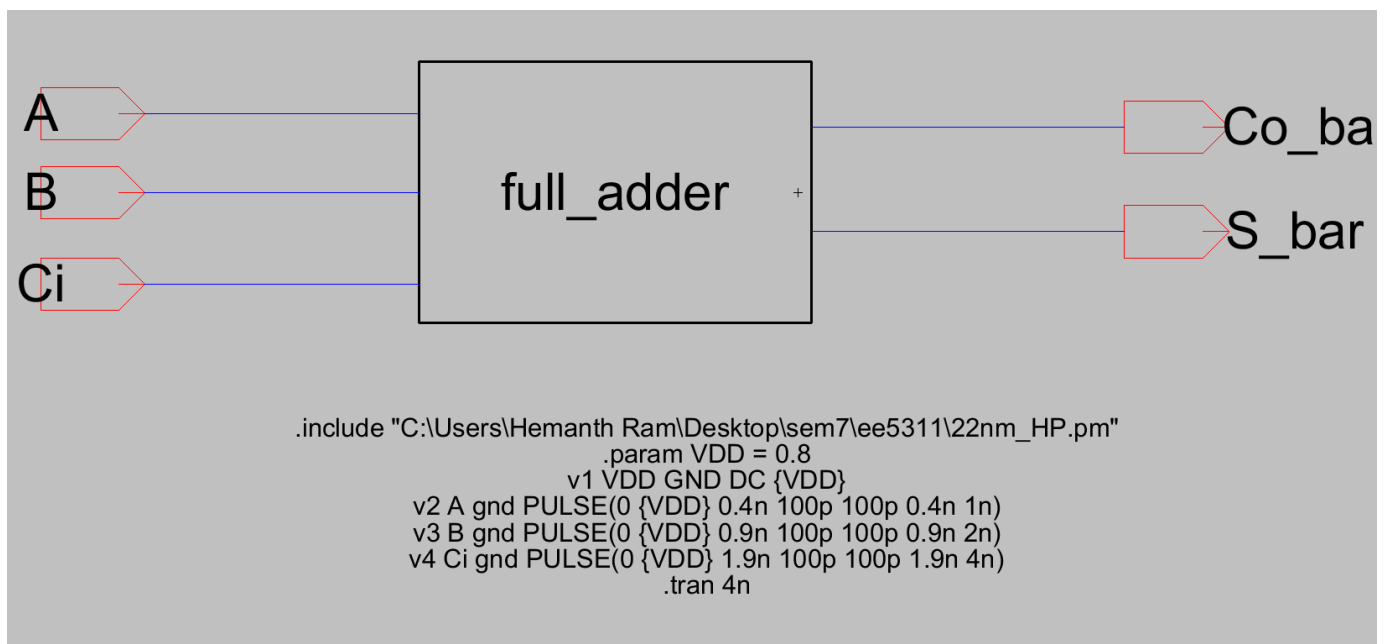 A
B
Ci
full_adder
Co_ba
S_bar
.include "C:\Users\Hemanth Ram\Desktop\sem7\ee5311\22nm_HP.pm"
.param VDD = 0.8
v1 VDD GND DC {VDD}
v2 A gnd PULSE(0 {VDD} 0.4n 100p 100p 0.4n 1n)
v3 B gnd PULSE(0 {VDD} 0.9n 100p 100p 0.9n 2n)
v4 Ci gnd PULSE(0 {VDD} 1.9n 100p 100p 1.9n 4n)
.tran 4n